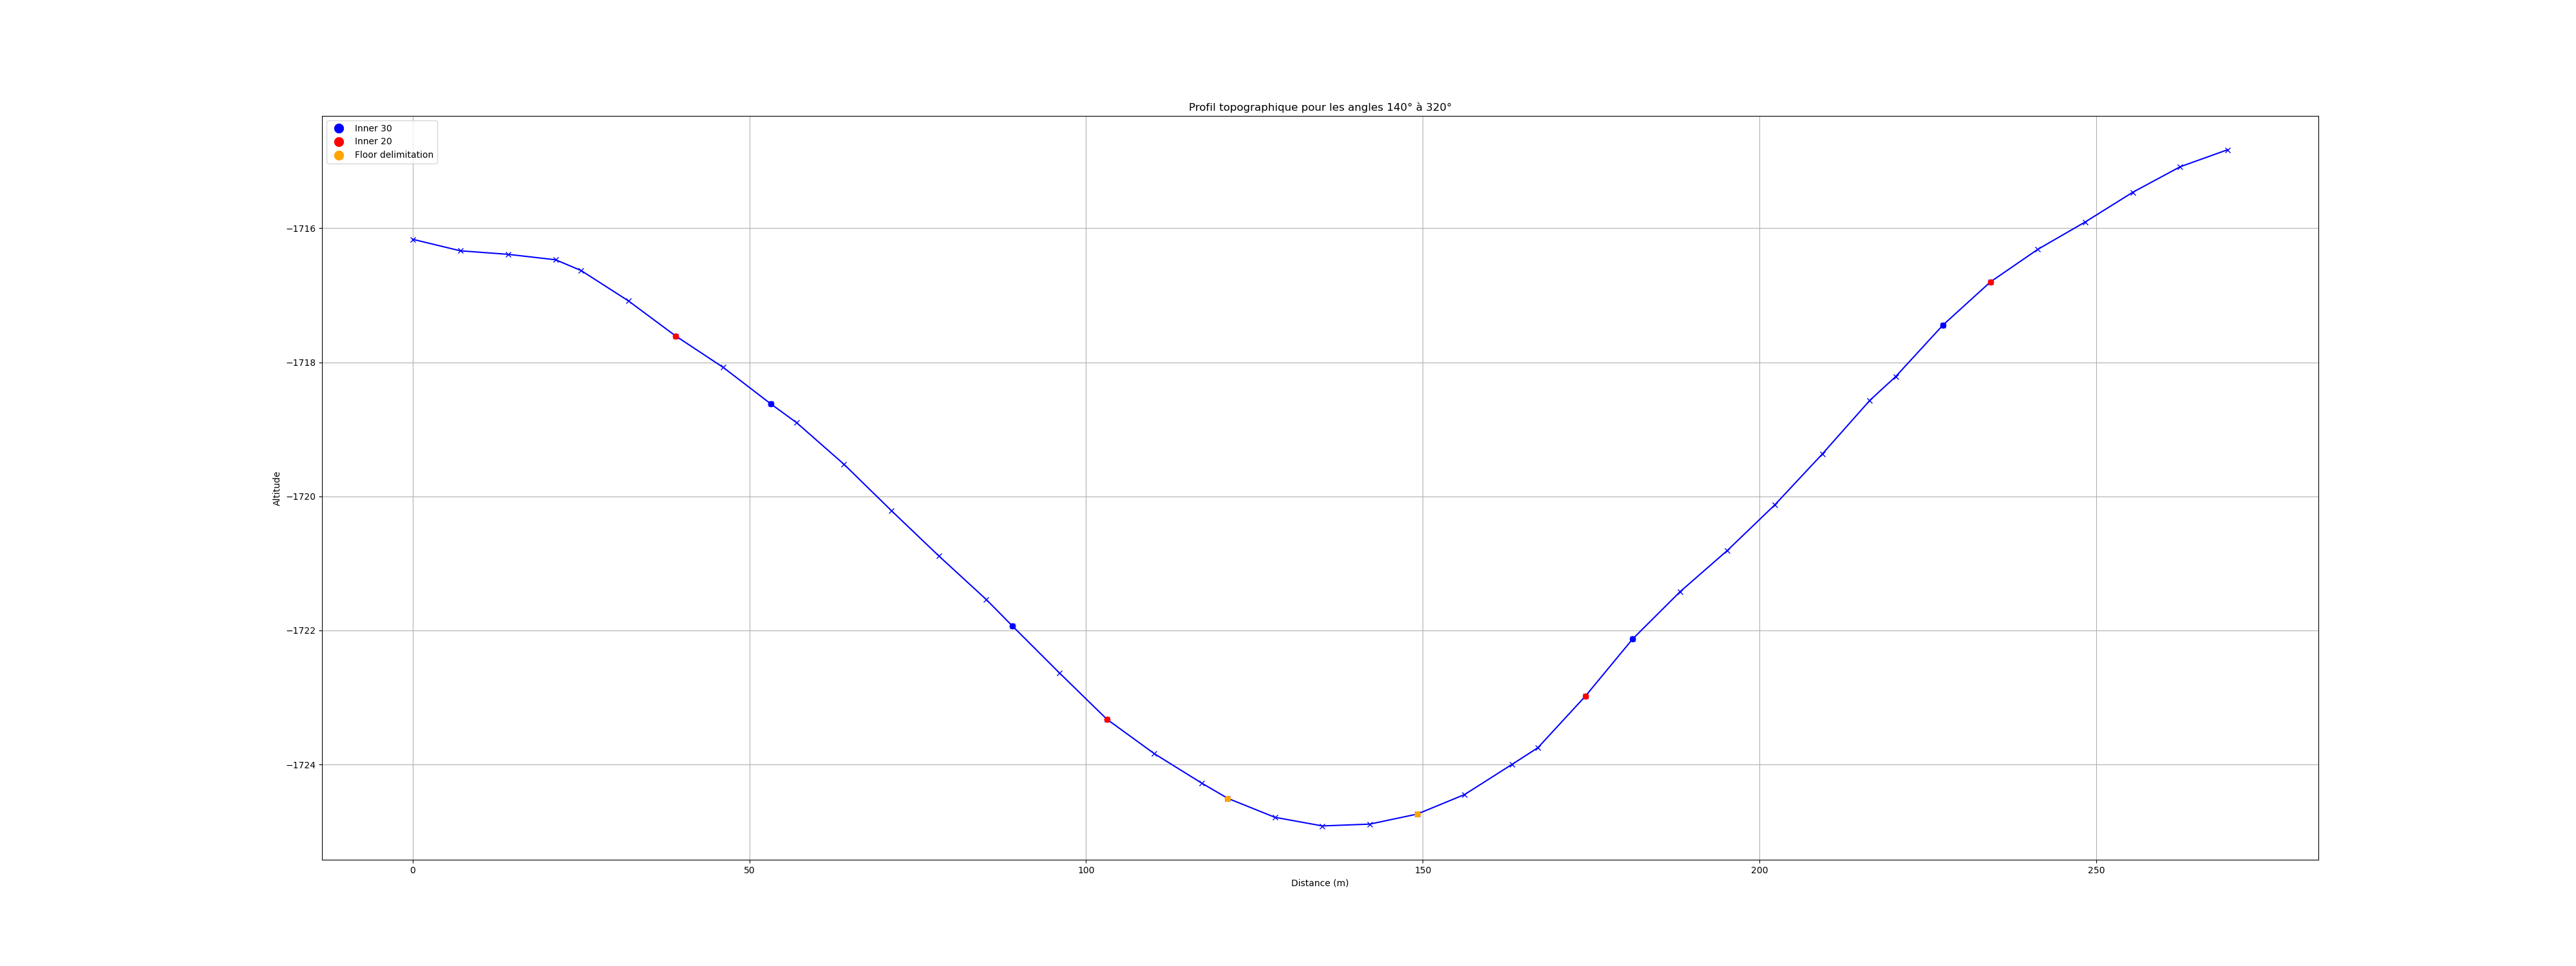 Profil topographique pour les angles 140° à 320°
Inner 30
Inner 20
Floor delimitation
−1716
−1718
−1720
−1722
−1724
Altitude
0 50 100 150 200 250
Distance (m)